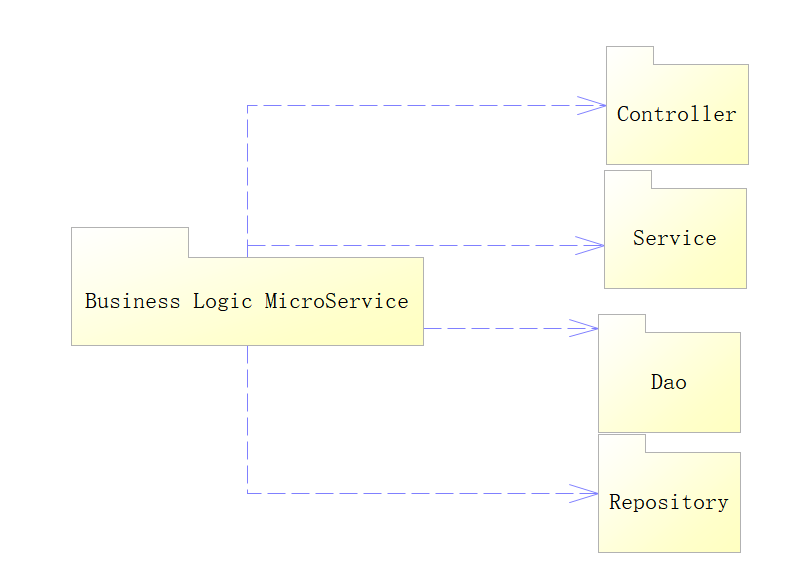 Controller
Service
Business Logic MicroService
Dao
Repository